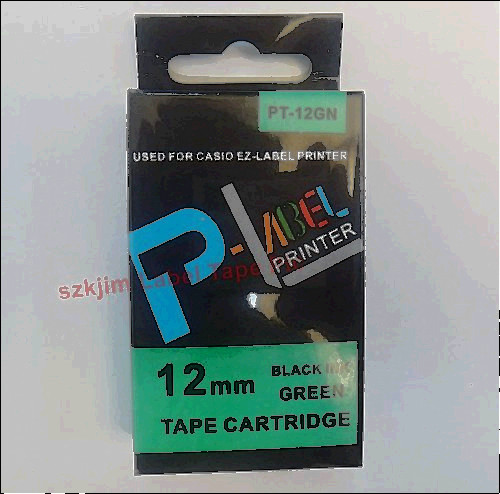 PT-12GN
USED FOR CASIO EZ-LABEL PRINTER
P-LABEL
PRINTER
szkjim Label Tape
12mm
BLACK INK
GREEN
TAPE CARTRIDGE